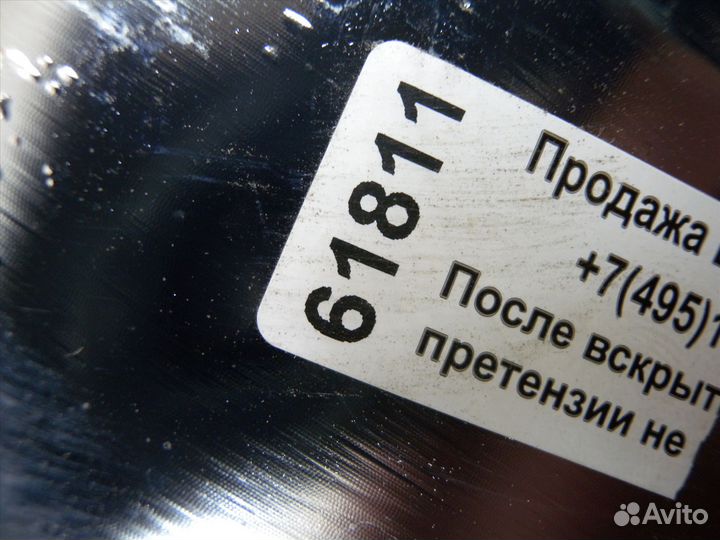 61811
Продажа
+7(495)1
После вскрыт
претензии не
Avito